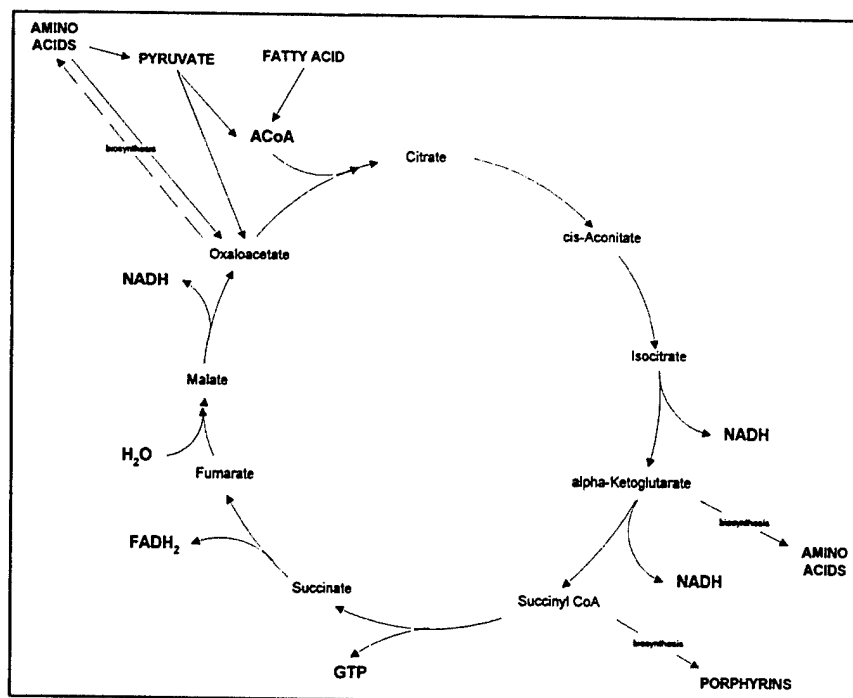 AMINO
ACIDS
PYRUVATE
FATTY ACID
ACoA
Citrate
biosynthesis
cis-Aconitate
Oxaloacetate
NADH
Isocitrate
Malate
NADH
H₂O
Fumarate
alpha-Ketoglutarate
biosynthesis
AMINO
ACIDS
FADH₂
NADH
Succinate
Succinyl CoA
biosynthesis
GTP
PORPHYRINS